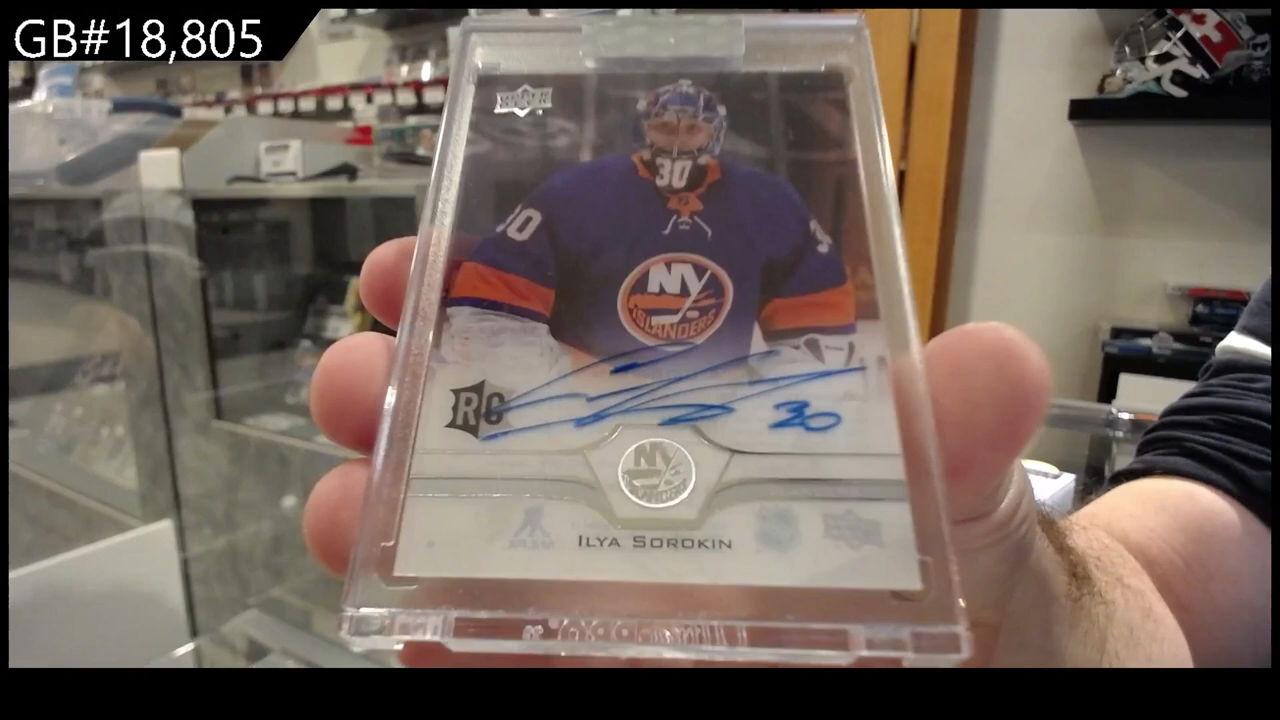 GB#18,805
UPPER DECK
30
30
NY
ISLANDERS
RC
30
NY
ILYA SOROKIN